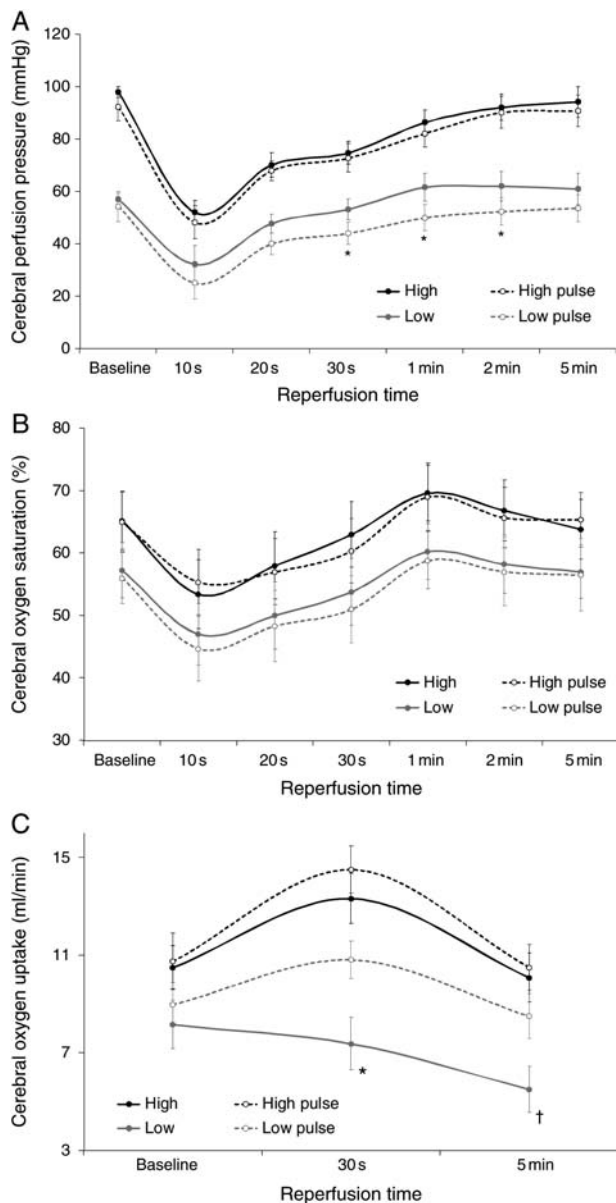 A
Cerebral perfusion pressure (mmHg)
120
100
80
60
40
20
0
* * *
High High pulse
Low Low pulse
Baseline 10 s 20 s 30 s 1 min 2 min 5 min
Reperfusion time
B
Cerebral oxygen saturation (%)
80
70
60
50
40
30
High High pulse
Low Low pulse
Baseline 10 s 20 s 30 s 1 min 2 min 5 min
Reperfusion time
C
Cerebral oxygen uptake (ml/min)
15
11
7
3
*
†
High High pulse
Low Low pulse
Baseline 30 s 5 min
Reperfusion time